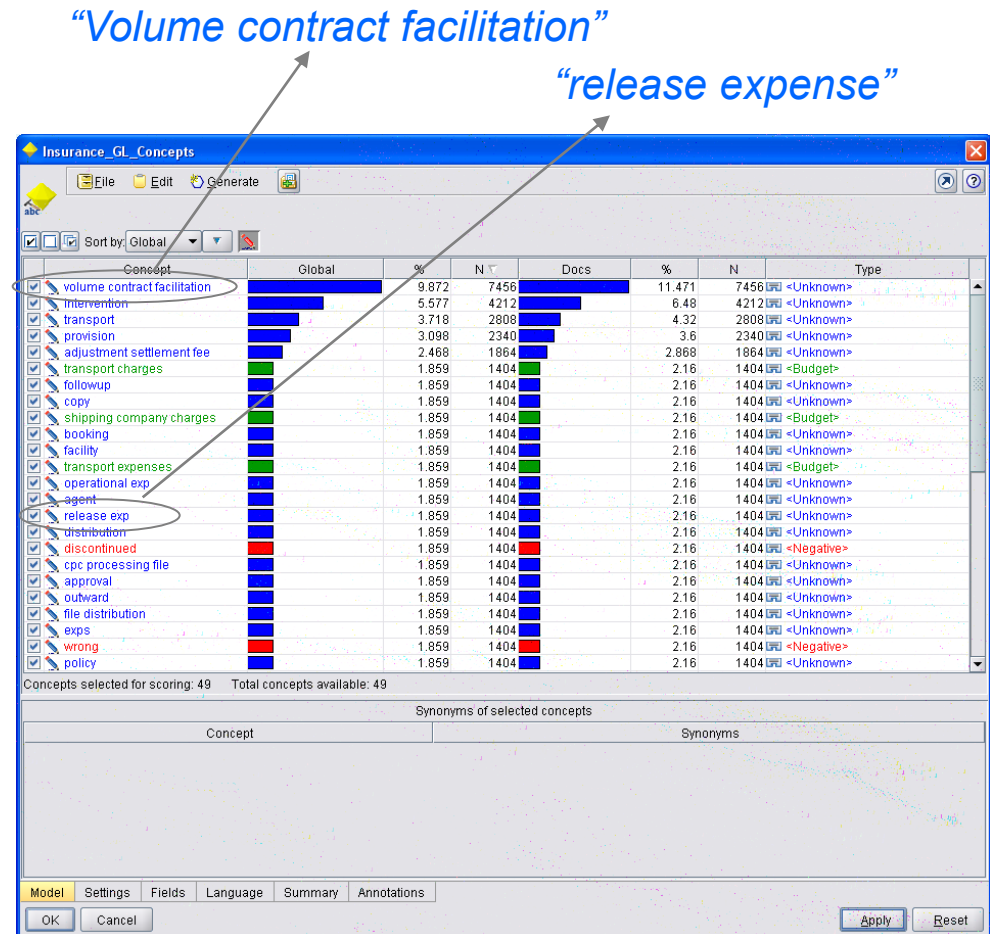 “Volume contract facilitation”
“release expense”
Insurance_GL_Concepts
File Edit Generate
abc
Sort by: Global
Concept Global % N Docs % N Type
volume contract facilitation 9.872 7456 11.471 7456 <Unknown>
intervention 5.577 4212 6.48 4212 <Unknown>
transport 3.718 2808 4.32 2808 <Unknown>
provision 3.098 2340 3.6 2340 <Unknown>
adjustment settlement fee 2.468 1864 2.868 1864 <Unknown>
transport charges 1.859 1404 2.16 1404 <Budget>
followup 1.859 1404 2.16 1404 <Unknown>
copy 1.859 1404 2.16 1404 <Unknown>
shipping company charges 1.859 1404 2.16 1404 <Budget>
booking 1.859 1404 2.16 1404 <Unknown>
facility 1.859 1404 2.16 1404 <Unknown>
transport expenses 1.859 1404 2.16 1404 <Budget>
operational exp 1.859 1404 2.16 1404 <Unknown>
agent 1.859 1404 2.16 1404 <Unknown>
release exp 1.859 1404 2.16 1404 <Unknown>
distribution 1.859 1404 2.16 1404 <Unknown>
discontinued 1.859 1404 2.16 1404 <Negative>
cpc processing file 1.859 1404 2.16 1404 <Unknown>
approval 1.859 1404 2.16 1404 <Unknown>
outward 1.859 1404 2.16 1404 <Unknown>
file distribution 1.859 1404 2.16 1404 <Unknown>
exps 1.859 1404 2.16 1404 <Unknown>
wrong 1.859 1404 2.16 1404 <Negative>
policy 1.859 1404 2.16 1404 <Unknown>
Concepts selected for scoring: 49 Total concepts available: 49
Synonyms of selected concepts
Concept Synonyms
Model Settings Fields Language Summary Annotations
OK Cancel Apply Reset